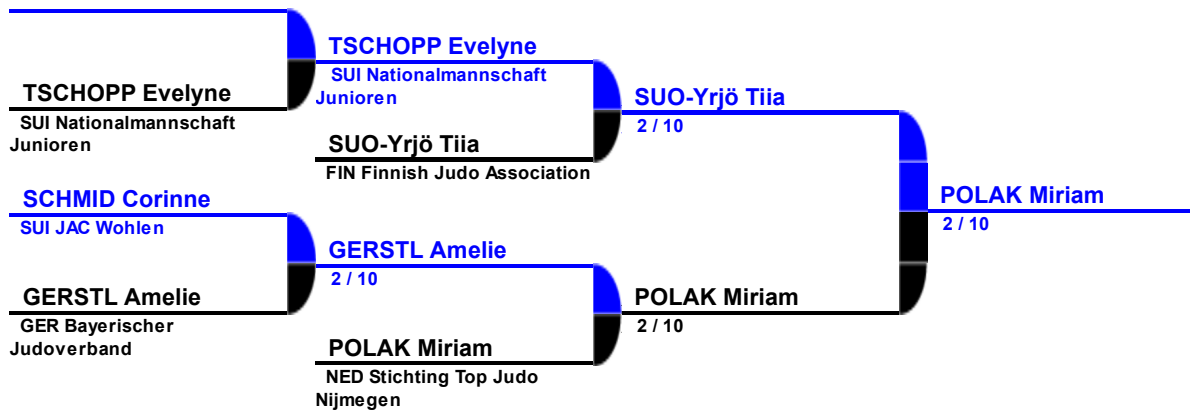 TSCHOPP Evelyne
SUI Nationalmannschaft
Junioren
TSCHOPP Evelyne
SUI Nationalmannschaft
Junioren
SUO-Yrjö Tiia
FIN Finnish Judo Association
SUO-Yrjö Tiia
2 / 10
SCHMID Corinne
SUI JAC Wohlen
GERSTL Amelie
GER Bayerischer
Judoverband
GERSTL Amelie
2 / 10
POLAK Miriam
NED Stichting Top Judo
Nijmegen
POLAK Miriam
2 / 10
POLAK Miriam
2 / 10